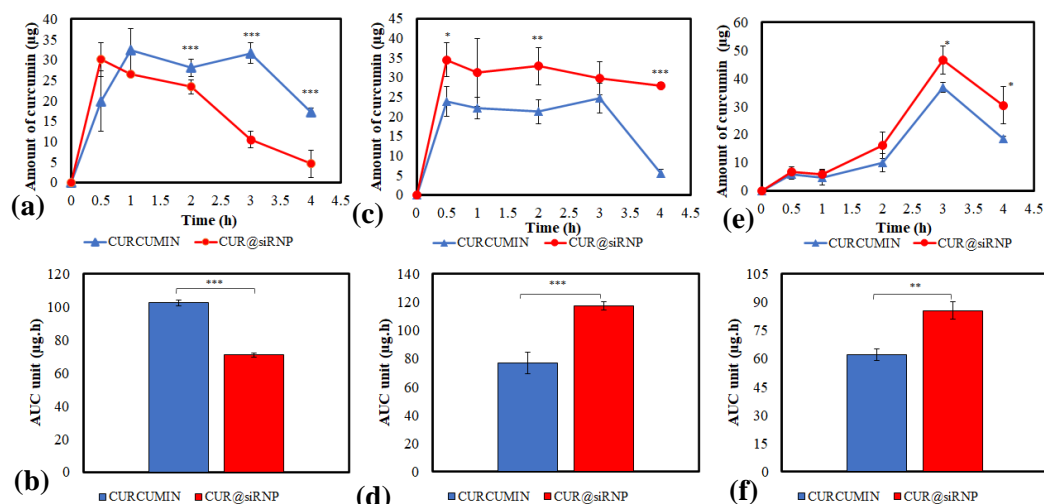 40
35
30
25
20
15
10
5
0
Amount of curcumin (µg)
***
***
***
0 0.5 1 1.5 2 2.5 3 3.5 4 4.5
Time (h)
(a)
CURCUMIN CUR@siRNP
45
40
35
30
25
20
15
10
5
0
Amount of curcumin (µg)
*
**
***
0 0.5 1 1.5 2 2.5 3 3.5 4 4.5
Time (h)
(c)
CURCUMIN CUR@siRNP
60
50
40
30
20
10
0
Amount of curcumin (µg)
*
*
0 0.5 1 1.5 2 2.5 3 3.5 4 4.5
Time (h)
(e)
CURCUMIN CUR@siRNP
120
100
80
60
40
20
0
AUC unit (µg.h)
***
(b)
CURCUMIN CUR@siRNP
140
120
100
80
60
40
20
0
AUC unit (µg.h)
***
(d)
CURCUMIN CUR@siRNP
105
90
75
60
45
30
15
0
AUC unit (µg.h)
**
(f)
CURCUMIN CUR@siRNP